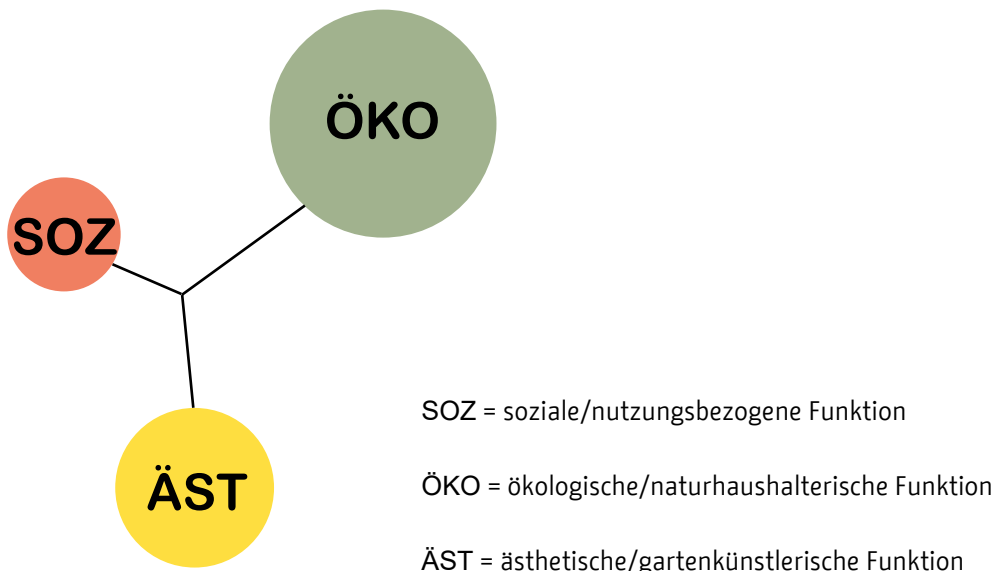 ÖKO
SOZ
ÄST
SOZ = soziale/nutzungsbezogene Funktion
ÖKO = ökologische/naturhaushalterische Funktion
ÄST = ästhetische/gartenkünstlerische Funktion